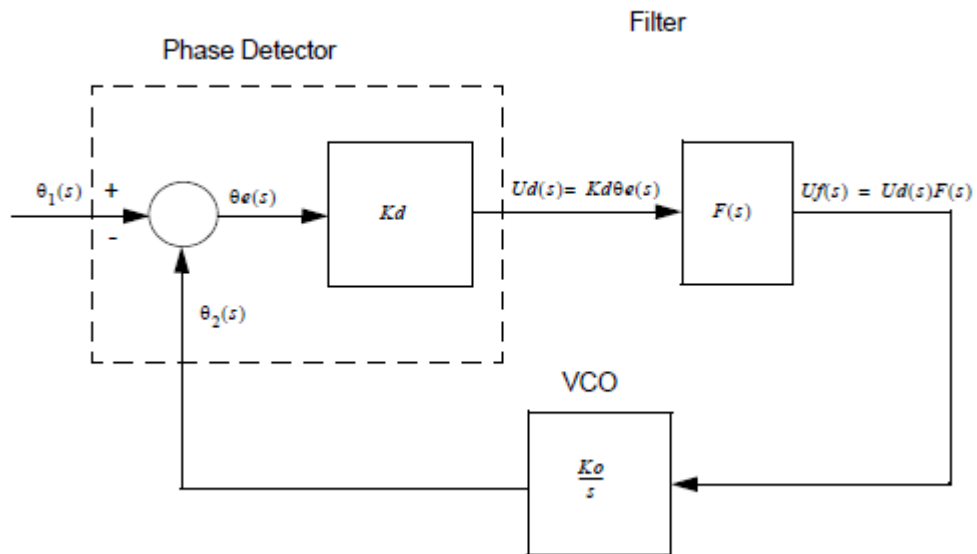 Filter
Phase Detector
θ1(s)
+
-
θe(s)
Kd
Ud(s)= Kdθe(s)
F(s)
Uf(s) = Ud(s)F(s)
θ2(s)
VCO
Ko
s